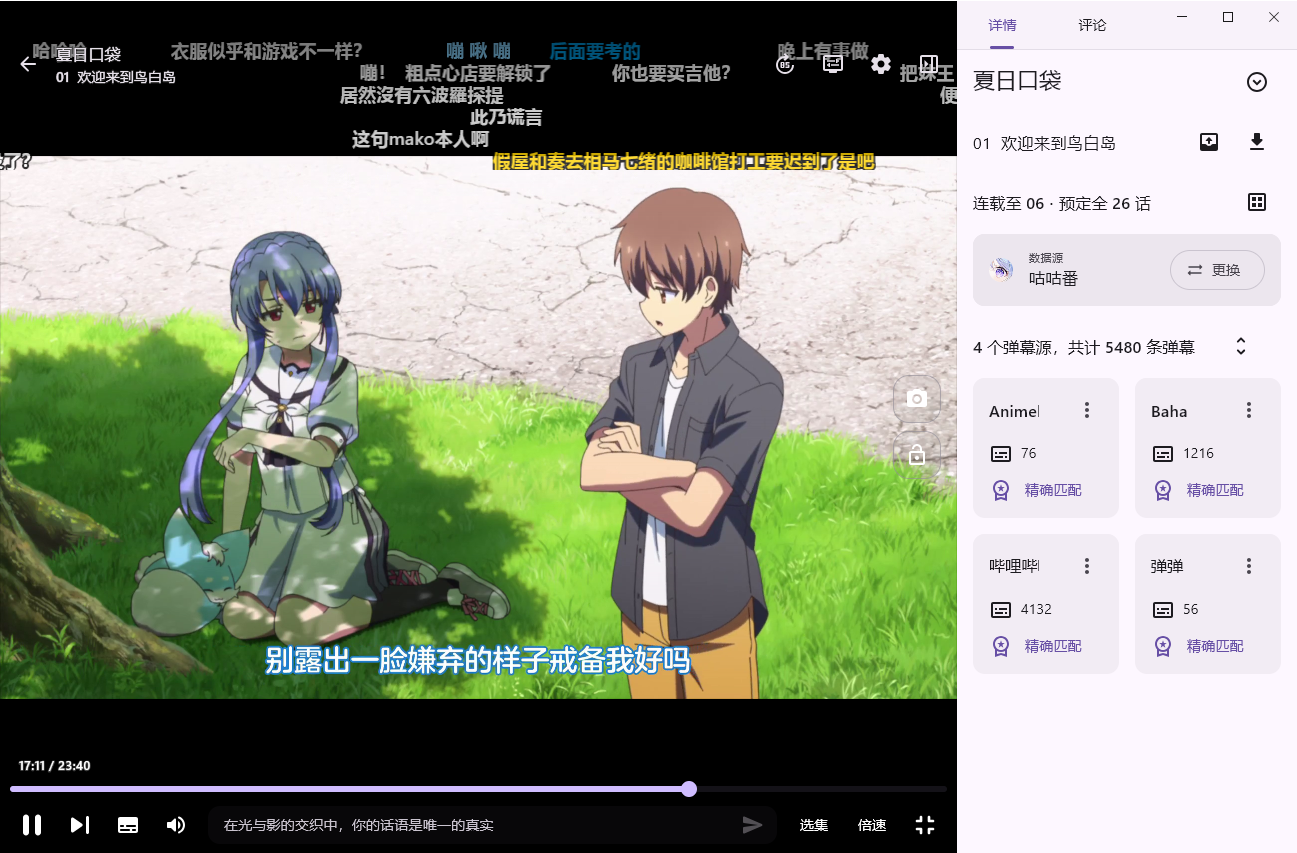 哈哈哈 衣服似乎和游戏不一样? 嘣 啾 嘣 后面要考的 晚上有事做
夏日口袋
01 欢迎来到鸟白岛
嘣! 粗点心店要解锁了 你也要买吉他? 把妹王
居然沒有六波羅探提 便
此乃谎言
这句mako本人啊
了? 假屋和奏去相马七绪的咖啡馆打工要迟到了是吧
别露出一脸嫌弃的样子戒备我好吗
17:11 / 23:40
在光与影的交织中，你的话语是唯一的真实
选集 倍速
详情 评论
夏日口袋
01 欢迎来到鸟白岛
连载至 06 · 预定全 26 话
数据源
咕咕番
更换
4 个弹幕源，共计 5480 条弹幕
Anime Baha
76 1216
精确匹配 精确匹配
哔哩哔 弹弹
4132 56
精确匹配 精确匹配